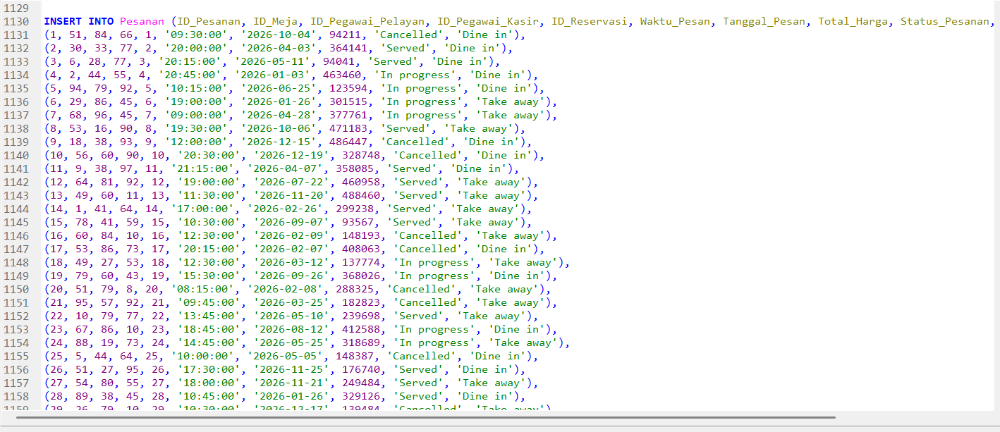 1129
1130 INSERT INTO Pesanan (ID_Pesanan, ID_Meja, ID_Pegawai_Pelayan, ID_Pegawai_Kasir, ID_Reservasi, Waktu_Pesan, Tanggal_Pesan, Total_Harga, Status_Pesanan,
1131 (1, 51, 84, 66, 1, '09:30:00', '2026-10-04', 94211, 'Cancelled', 'Dine in'),
1132 (2, 30, 33, 77, 2, '20:00:00', '2026-04-03', 364141, 'Served', 'Dine in'),
1133 (3, 6, 28, 77, 3, '20:15:00', '2026-05-11', 94041, 'Served', 'Dine in'),
1134 (4, 2, 44, 55, 4, '20:45:00', '2026-01-03', 463460, 'In progress', 'Dine in'),
1135 (5, 94, 79, 92, 5, '10:15:00', '2026-06-25', 123594, 'In progress', 'Dine in'),
1136 (6, 29, 86, 45, 6, '19:00:00', '2026-01-26', 301515, 'In progress', 'Take away'),
1137 (7, 68, 96, 45, 7, '09:00:00', '2026-04-28', 377761, 'In progress', 'Take away'),
1138 (8, 53, 16, 90, 8, '19:30:00', '2026-10-06', 471183, 'Served', 'Take away'),
1139 (9, 18, 38, 93, 9, '12:00:00', '2026-12-15', 486447, 'Cancelled', 'Dine in'),
1140 (10, 56, 60, 90, 10, '20:30:00', '2026-12-19', 328748, 'Cancelled', 'Dine in'),
1141 (11, 9, 38, 97, 11, '21:15:00', '2026-04-07', 358085, 'Served', 'Dine in'),
1142 (12, 64, 81, 92, 12, '19:00:00', '2026-07-22', 460958, 'Served', 'Take away'),
1143 (13, 49, 60, 11, 13, '11:30:00', '2026-11-20', 488460, 'Served', 'Take away'),
1144 (14, 1, 41, 64, 14, '17:00:00', '2026-02-26', 299238, 'Served', 'Take away'),
1145 (15, 78, 41, 59, 15, '10:30:00', '2026-09-07', 93567, 'Served', 'Take away'),
1146 (16, 60, 84, 10, 16, '12:30:00', '2026-02-09', 148193, 'Cancelled', 'Take away'),
1147 (17, 53, 86, 73, 17, '20:15:00', '2026-02-07', 408063, 'Cancelled', 'Dine in'),
1148 (18, 49, 27, 53, 18, '12:30:00', '2026-03-12', 137774, 'In progress', 'Take away'),
1149 (19, 79, 60, 43, 19, '15:30:00', '2026-09-26', 368026, 'In progress', 'Dine in'),
1150 (20, 51, 79, 8, 20, '08:15:00', '2026-02-08', 288325, 'Cancelled', 'Take away'),
1151 (21, 95, 57, 92, 21, '09:45:00', '2026-03-25', 182823, 'Cancelled', 'Take away'),
1152 (22, 10, 79, 77, 22, '13:45:00', '2026-05-10', 239698, 'Served', 'Take away'),
1153 (23, 67, 86, 10, 23, '18:45:00', '2026-08-12', 412588, 'In progress', 'Dine in'),
1154 (24, 88, 19, 73, 24, '14:45:00', '2026-05-25', 318689, 'In progress', 'Take away'),
1155 (25, 5, 44, 64, 25, '10:00:00', '2026-05-05', 148387, 'Cancelled', 'Dine in'),
1156 (26, 51, 27, 95, 26, '17:30:00', '2026-11-25', 176740, 'Served', 'Dine in'),
1157 (27, 54, 80, 55, 27, '18:00:00', '2026-11-21', 249484, 'Served', 'Take away'),
1158 (28, 89, 38, 45, 28, '10:45:00', '2026-01-26', 329126, 'Served', 'Dine in'),
1159 (29, 26, 79, 10, 29, '10:30:00', '2026-12-17', 139484, 'Cancelled', 'Take away')